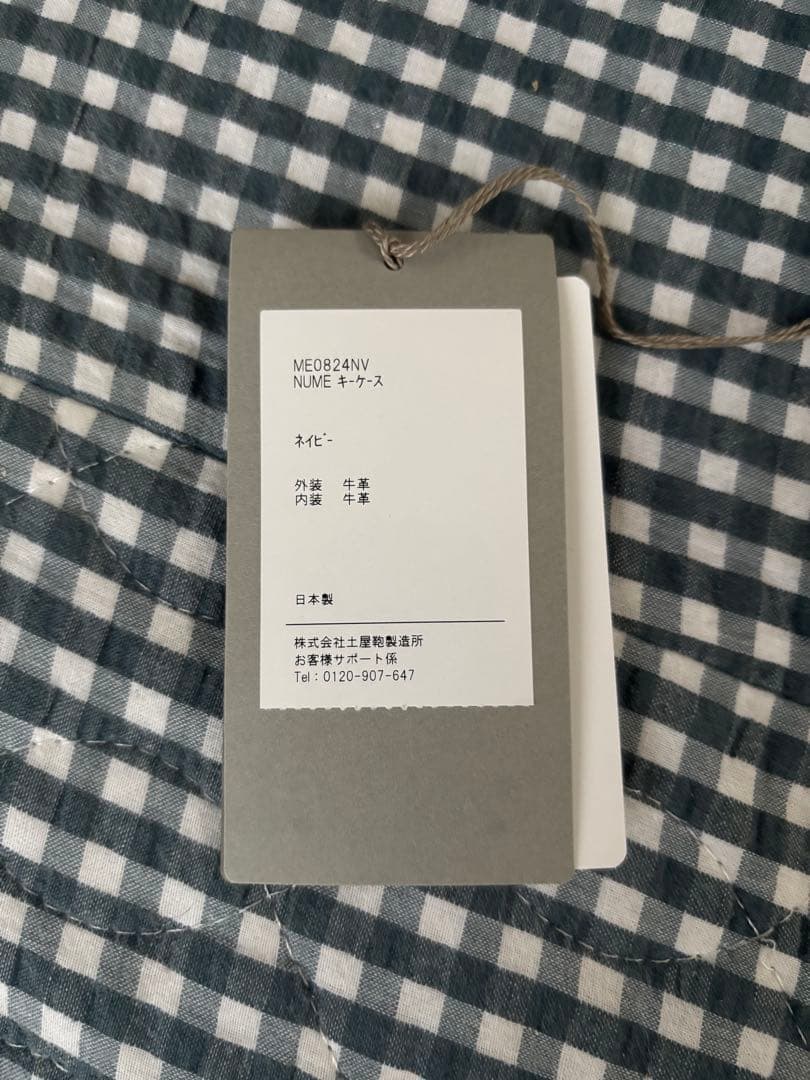 ME0824NV
NUME ｷｰｹｰｽ
ﾈｲﾋﾞｰ
外装 牛革
内装 牛革
日本製
株式会社土屋鞄製造所
お客様サポート係
Tel：0120-907-647